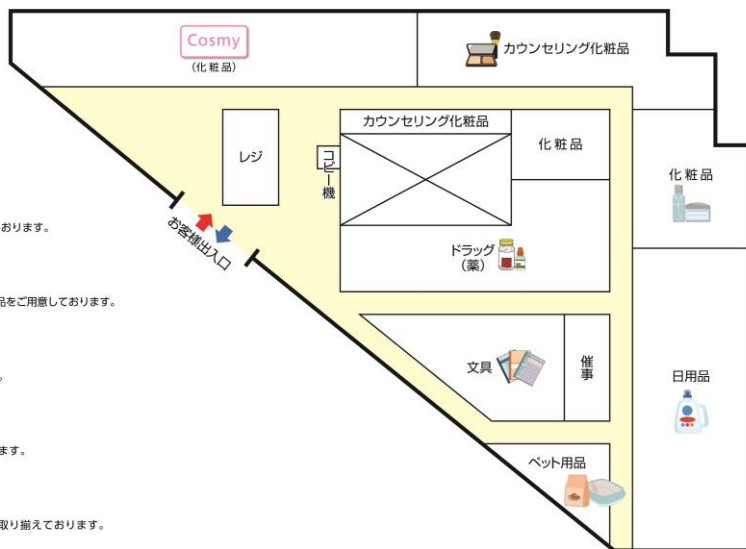 Cosmy
(化粧品)
カウンセリング化粧品
レジ
コピー機
カウンセリング化粧品
化粧品
化粧品
お客様出入口
ドラッグ
(薬)
文具
催事
日用品
ペット用品
おります。
品をご用意しております。
。
ます。
取り揃えております。